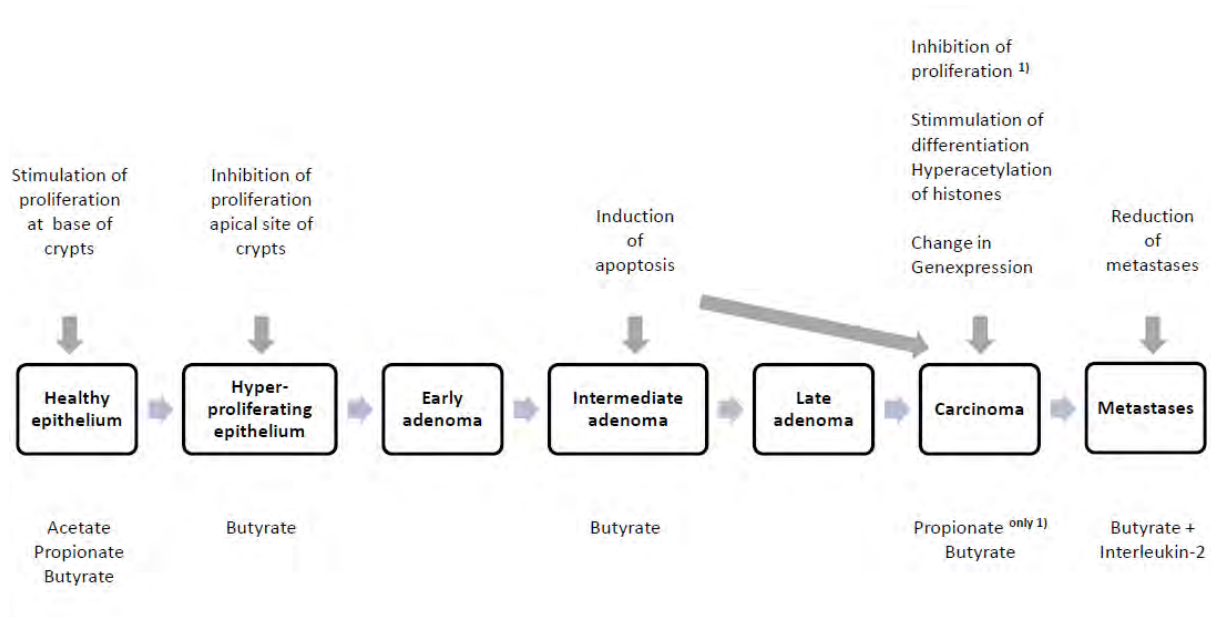 Inhibition of
proliferation 1)
Stimmulation of
differentiation
Hyperacetylation
of histones
Change in
Genexpression
Stimulation of
proliferation
at base of
crypts
Inhibition of
proliferation
apical site of
crypts
Induction
of
apoptosis
Reduction
of
metastases
Healthy
epithelium
Hyper-
proliferating
epithelium
Early
adenoma
Intermediate
adenoma
Late
adenoma
Carcinoma
Metastases
Acetate
Propionate
Butyrate
Butyrate
Butyrate
Propionate only 1)
Butyrate
Butyrate +
Interleukin-2